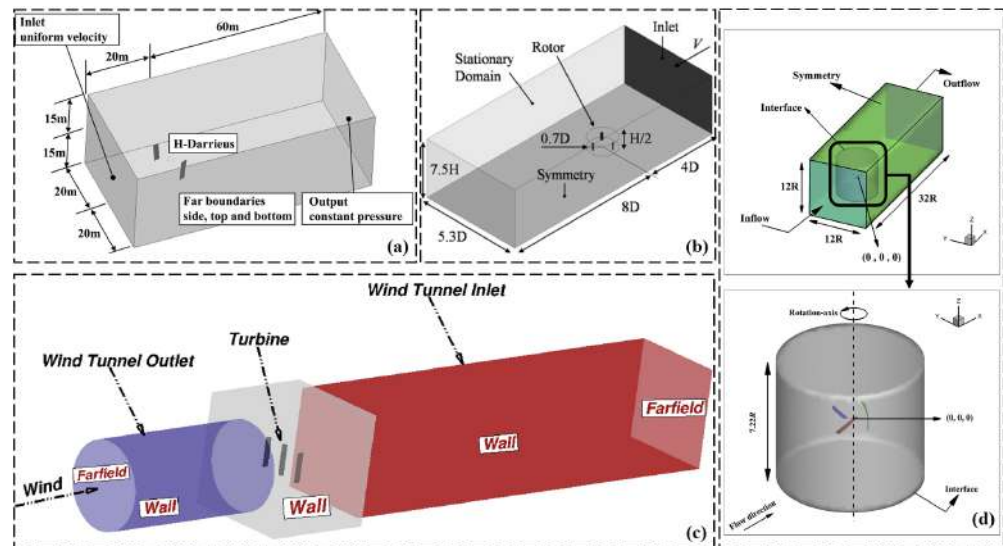 Inlet
uniform velocity
20m
60m
15m
15m
20m
20m
H-Darrieus
Far boundaries
side, top and bottom
Output
constant pressure
(a)
Stationary
Domain
Rotor
Inlet
V
0.7D
H/2
7.5H
Symmetry
4D
8D
5.3D
(b)
Wind Tunnel Inlet
Turbine
Wind Tunnel Outlet
Farfield
Wall
Wind
Farfield
Wall
Wall
(c)
Symmetry
Outflow
Interface
12R
32R
Inflow
12R
(0, 0, 0)
Z
Y
X
Rotation-axis
Z
Y
X
7.22R
(0, 0, 0)
Interface
Flow direction
(d)